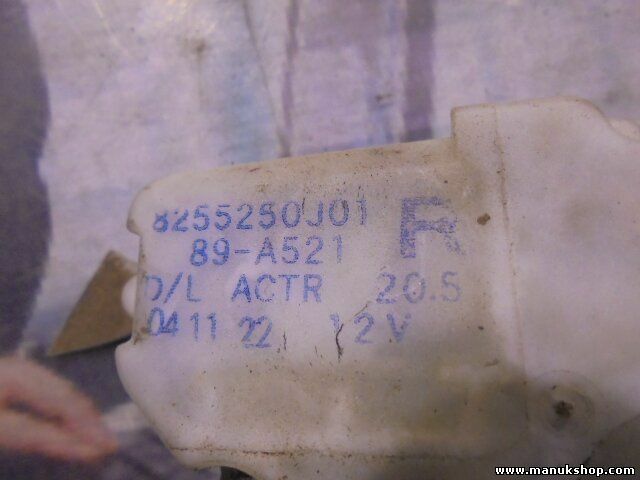 8255250J01 R
89-A521
D/L ACTR 20.5
04 11 22 12V
www.manukshop.com